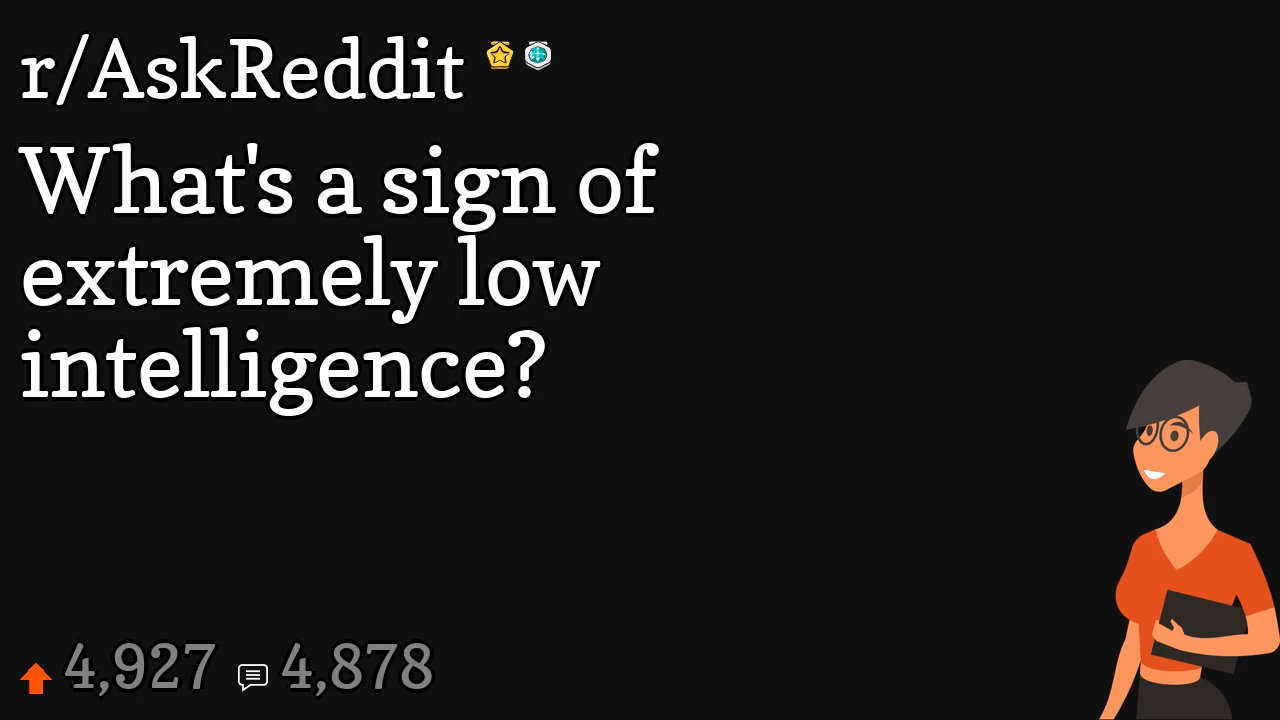 r/AskReddit
What's a sign of
extremely low
intelligence?
4,927 4,878